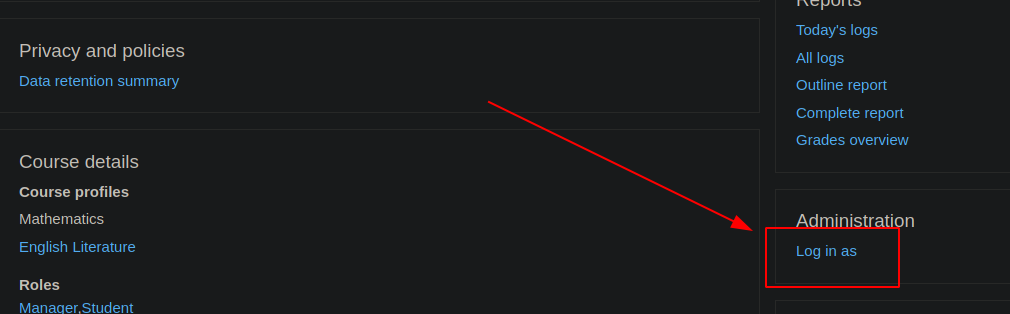 Privacy and policies
Data retention summary
Course details
Course profiles
Mathematics
English Literature
Roles
Manager,Student
Reports
Today's logs
All logs
Outline report
Complete report
Grades overview
Administration
Log in as